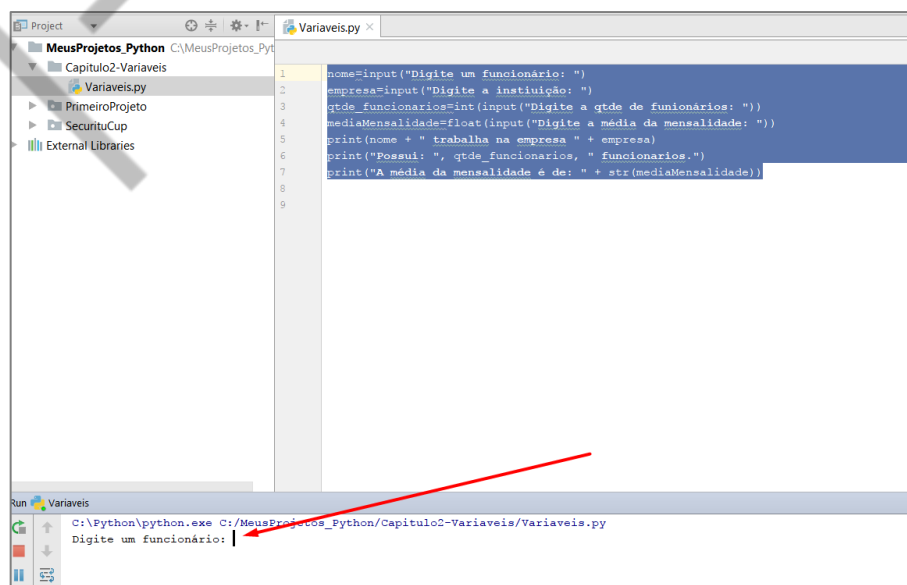 Project
Variaveis.py
MeusProjetos_Python C:\MeusProjetos_Pyt
Capitulo2-Variaveis
Variaveis.py
PrimeiroProjeto
SecurituCup
External Libraries
1 nome=input("Digite um funcionário: ")
2 empresa=input("Digite a instiuição: ")
3 qtde_funcionarios=int(input("Digite a qtde de funionários: "))
4 mediaMensalidade=float(input("Digite a média da mensalidade: "))
5 print(nome + " trabalha na empresa " + empresa)
6 print("Possui: ", qtde_funcionarios, " funcionarios.")
7 print("A média da mensalidade é de: " + str(mediaMensalidade))
8
9
Run Variaveis
C:\Python\python.exe C:/MeusProjetos_Python/Capitulo2-Variaveis/Variaveis.py
Digite um funcionário: